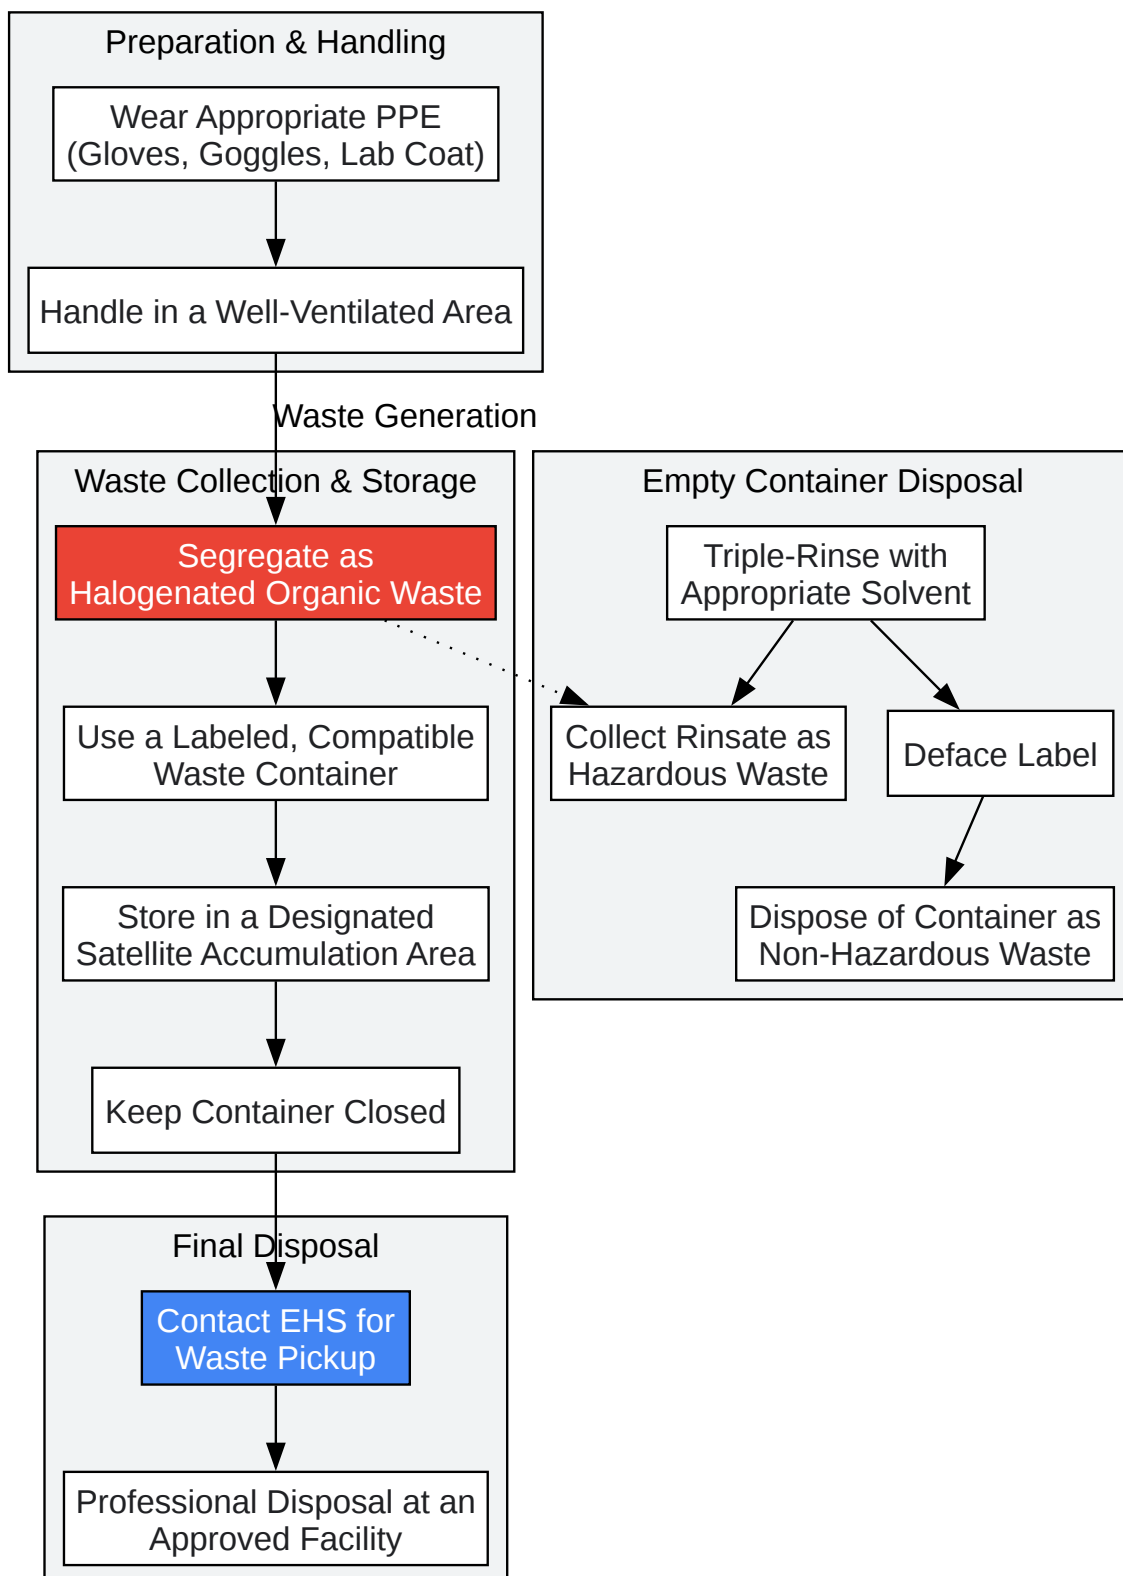 Preparation & Handling
Wear Appropriate PPE
(Gloves, Goggles, Lab Coat)
Handle in a Well-Ventilated Area
Waste Generation
Waste Collection & Storage
Segregate as
Halogenated Organic Waste
Use a Labeled, Compatible
Waste Container
Store in a Designated
Satellite Accumulation Area
Keep Container Closed
Empty Container Disposal
Triple-Rinse with
Appropriate Solvent
Collect Rinsate as
Hazardous Waste
Deface Label
Dispose of Container as
Non-Hazardous Waste
Final Disposal
Contact EHS for
Waste Pickup
Professional Disposal at an
Approved Facility